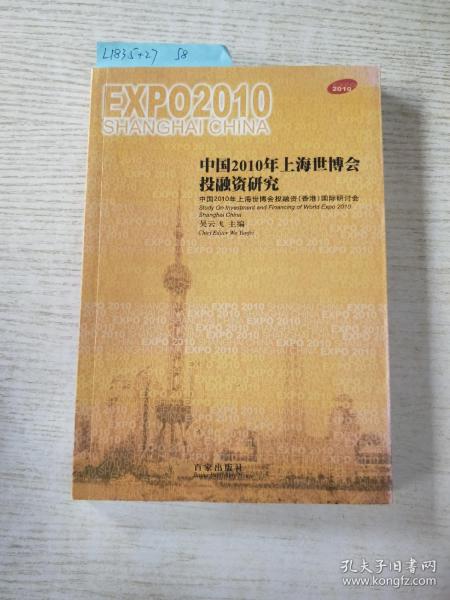 L1835+27 58
EXPO2010
SHANGHAI CHINA
2010
中国2010年上海世博会
投融资研究
中国2010年上海世博会投融资(香港)国际研讨会
Study On Investment and Financing of World Expo 2010
Shanghai China
吴云飞 主编
Chief Editor Wu Yunfei
EXPO 2010
百家出版社
孔夫子旧书网
www.kongfz.com